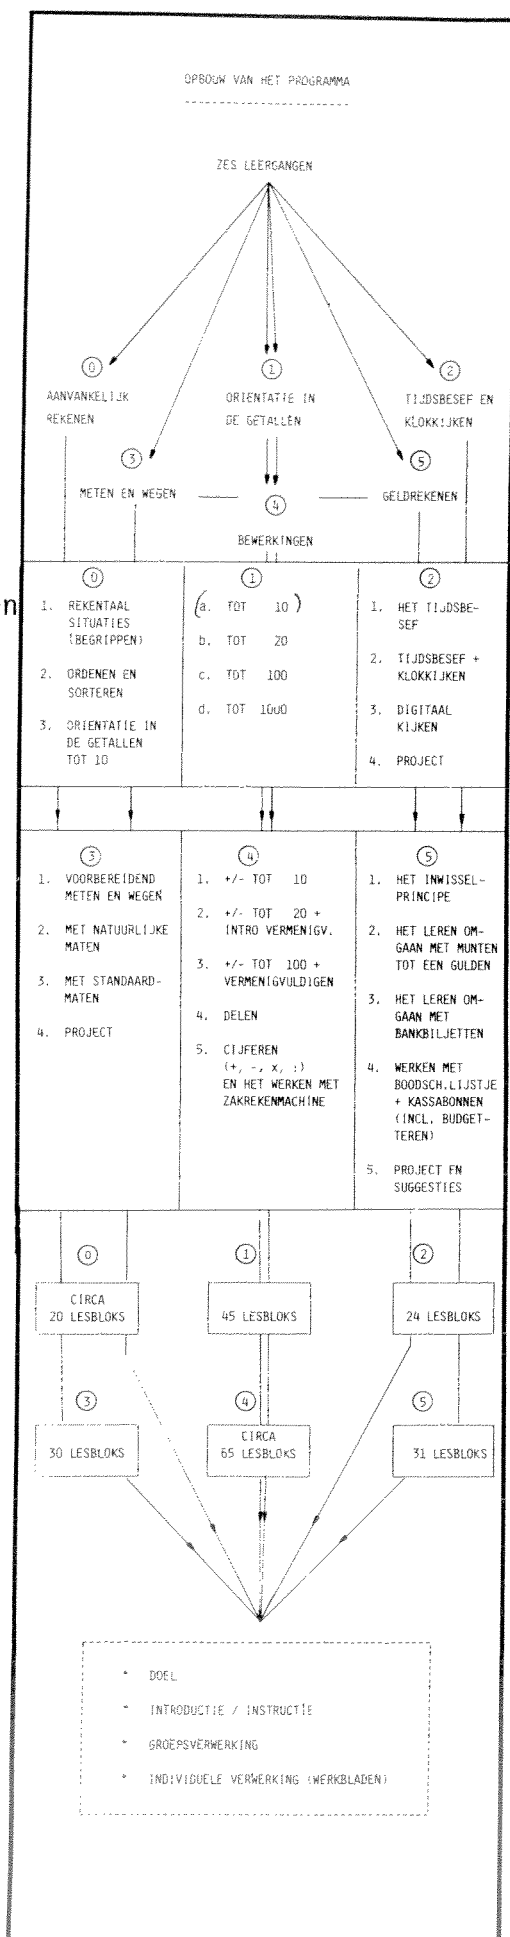 OPBOUW VAN HET PROGRAMMA
ZES LEERGANGEN
0
AANVANKELIJK
REKENEN
1
ORIENTATIE IN
DE GETALLEN
2
TIJDSBESEF EN
KLOKKIJKEN
3
METEN EN WEGEN
4
BEWERKINGEN
5
GELDREKENEN
n
0
1. REKENTAAL
SITUATIES
(BEGRIPPEN)
2. ORDENEN EN
SORTEREN
3. ORIENTATIE IN
DE GETALLEN
TOT 10
1
(a. TOT 10)
b. TOT 20
c. TOT 100
d. TOT 1000
2
1. HET TIJDSBE-
SEF
2. TIJDSBESEF +
KLOKKIJKEN
3. DIGITAAL
KIJKEN
4. PROJECT
3
1. VOORBEREIDEND
METEN EN WEGEN
2. MET NATUURLIJKE
MATEN
3. MET STANDAARD-
MATEN
4. PROJECT
4
1. +/- TOT 10
2. +/- TOT 20 +
INTRO VERMENIGV.
3. +/- TOT 100 +
VERMENIGVULDIGEN
4. DELEN
5. CIJFEREN
(+, -, x, :)
EN HET WERKEN MET
ZAKREKENMACHINE
5
1. HET INWISSEL-
PRINCIPE
2. HET LEREN OM-
GAAN MET MUNTEN
TOT EEN GULDEN
3. HET LEREN OM-
GAAN MET
BANKBILJETTEN
4. WERKEN MET
BOODSCH.LIJSTJE
+ KASSABONNEN
(INCL. BUDGET-
TEREN)
5. PROJECT EN
SUGGESTIES
0
CIRCA
20 LESBLOKS
1
45 LESBLOKS
2
24 LESBLOKS
3
30 LESBLOKS
4
CIRCA
65 LESBLOKS
5
31 LESBLOKS
* DOEL
* INTRODUCTIE / INSTRUCTIE
* GROEPSVERWERKING
* INDIVIDUELE VERWERKING (WERKBLADEN)